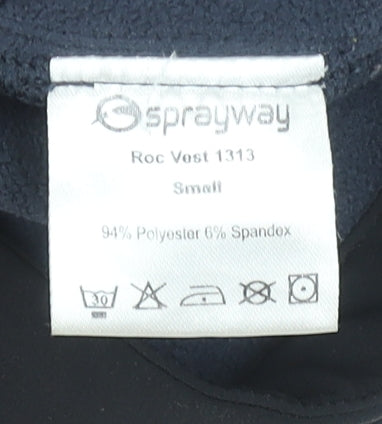 sprayway
Roc Vest 1313
Small
94% Polyester 6% Spandex
30